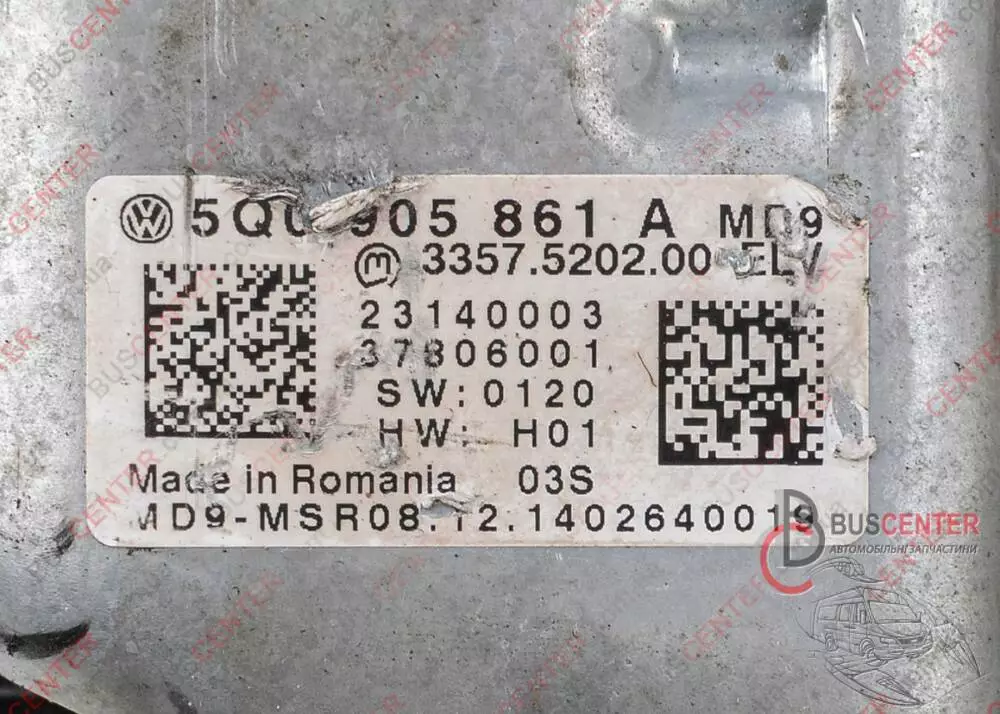 5Q0 905 861 A MD9
3357.5202.00 ELV
23140003
37806001
SW: 0120
HW: H01
Made in Romania 03S
MD9-MSR08.12.1402640019
BUSCENTER
АВТОМОБІЛЬНІ ЗАПЧАСТИНИ